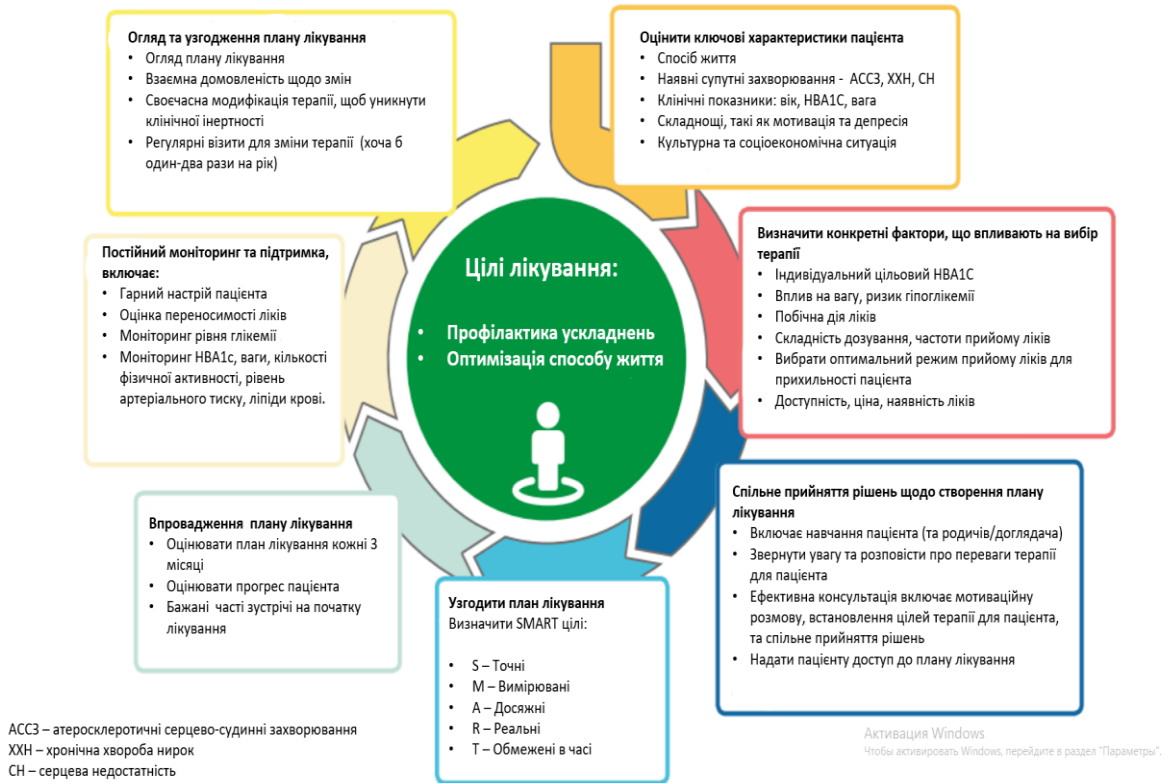 Огляд та узгодження плану лікування
• Огляд плану лікування
• Взаємна домовленість щодо змін
• Своєчасна модифікація терапії, щоб уникнути
клінічної інертності
• Регулярні візити для зміни терапії (хоча б
один-два рази на рік)
Оцінити ключові характеристики пацієнта
• Спосіб життя
• Наявні супутні захворювання - АССЗ, ХХН, СН
• Клінічні показники: вік, HBA1C, вага
• Складнощі, такі як мотивація та депресія
• Культурна та соціоекономічна ситуація
Визначити конкретні фактори, що впливають на вибір
терапії
• Індивідуальний цільовий HBA1C
• Вплив на вагу, ризик гіпоглікемії
• Побічна дія ліків
• Складність дозування, частоти прийому ліків
• Вибрати оптимальний режим прийому ліків для
прихильності пацієнта
• Доступність, ціна, наявність ліків
Спільне прийняття рішень щодо створення плану
лікування
• Включає навчання пацієнта (та родичів/доглядача)
• Звернути увагу та розповісти про переваги терапії
для пацієнта
• Ефективна консультація включає мотиваційну
розмову, встановлення цілей терапії для пацієнта,
та спільне прийняття рішень
• Надати пацієнту доступ до плану лікування
Узгодити план лікування
Визначити SMART цілі:
• S – Точні
• M – Вимірювані
• A – Досяжні
• R – Реальні
• T – Обмежені в часі
Впровадження плану лікування
• Оцінювати план лікування кожні 3
місяці
• Оцінювати прогрес пацієнта
• Бажані часті зустрічі на початку
лікування
Постійний моніторинг та підтримка,
включає:
• Гарний настрій пацієнта
• Оцінка переносимості ліків
• Моніторинг рівня глікемії
• Моніторинг HBA1c, ваги, кількості
фізичної активності, рівень
артеріального тиску, ліпіди крові.
Цілі лікування:
• Профілактика ускладнень
• Оптимізація способу життя
АССЗ – атеросклеротичні серцево-судинні захворювання
ХХН – хронічна хвороба нирок
СН – серцева недостатність
Активация Windows
Чтобы активировать Windows, перейдите в раздел "Параметры".